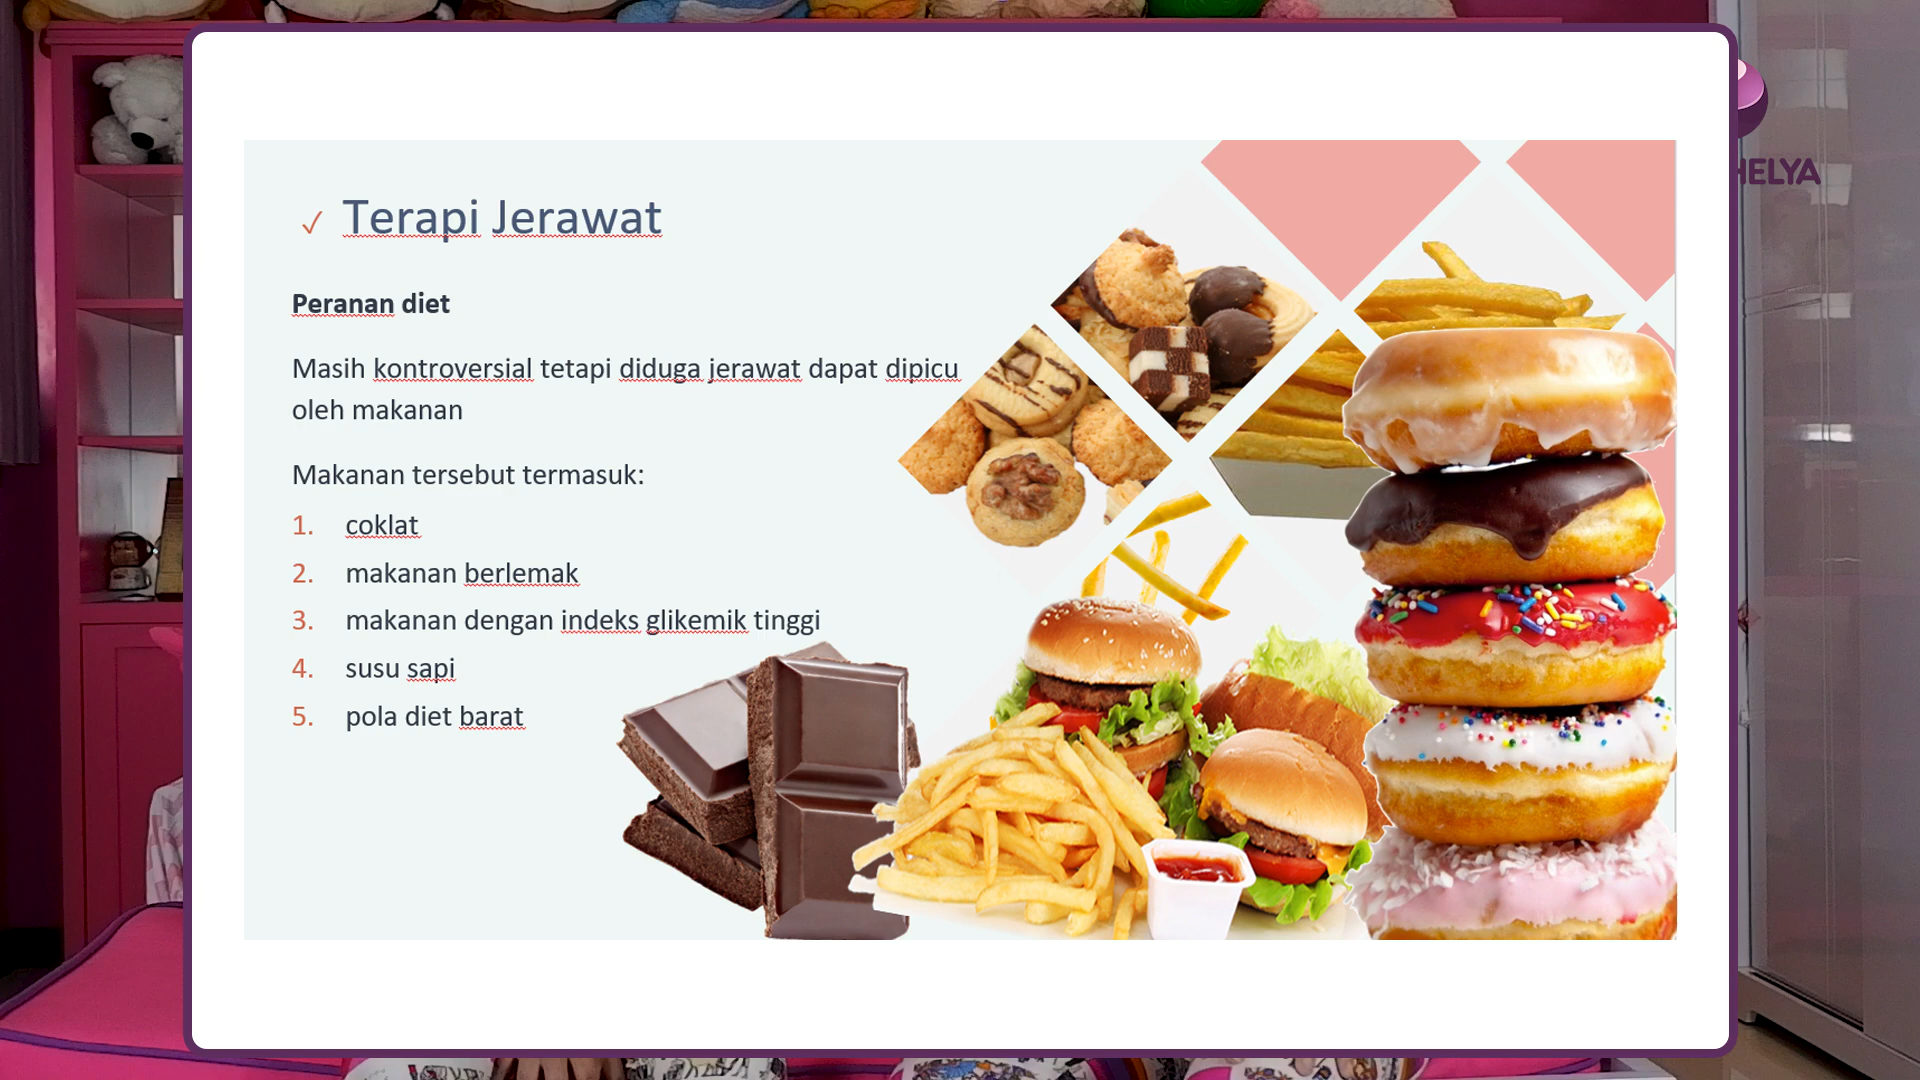 HELYA
✓ Terapi Jerawat
Peranan diet
Masih kontroversial tetapi diduga jerawat dapat dipicu
oleh makanan
Makanan tersebut termasuk:
1. coklat
2. makanan berlemak
3. makanan dengan indeks glikemik tinggi
4. susu sapi
5. pola diet barat